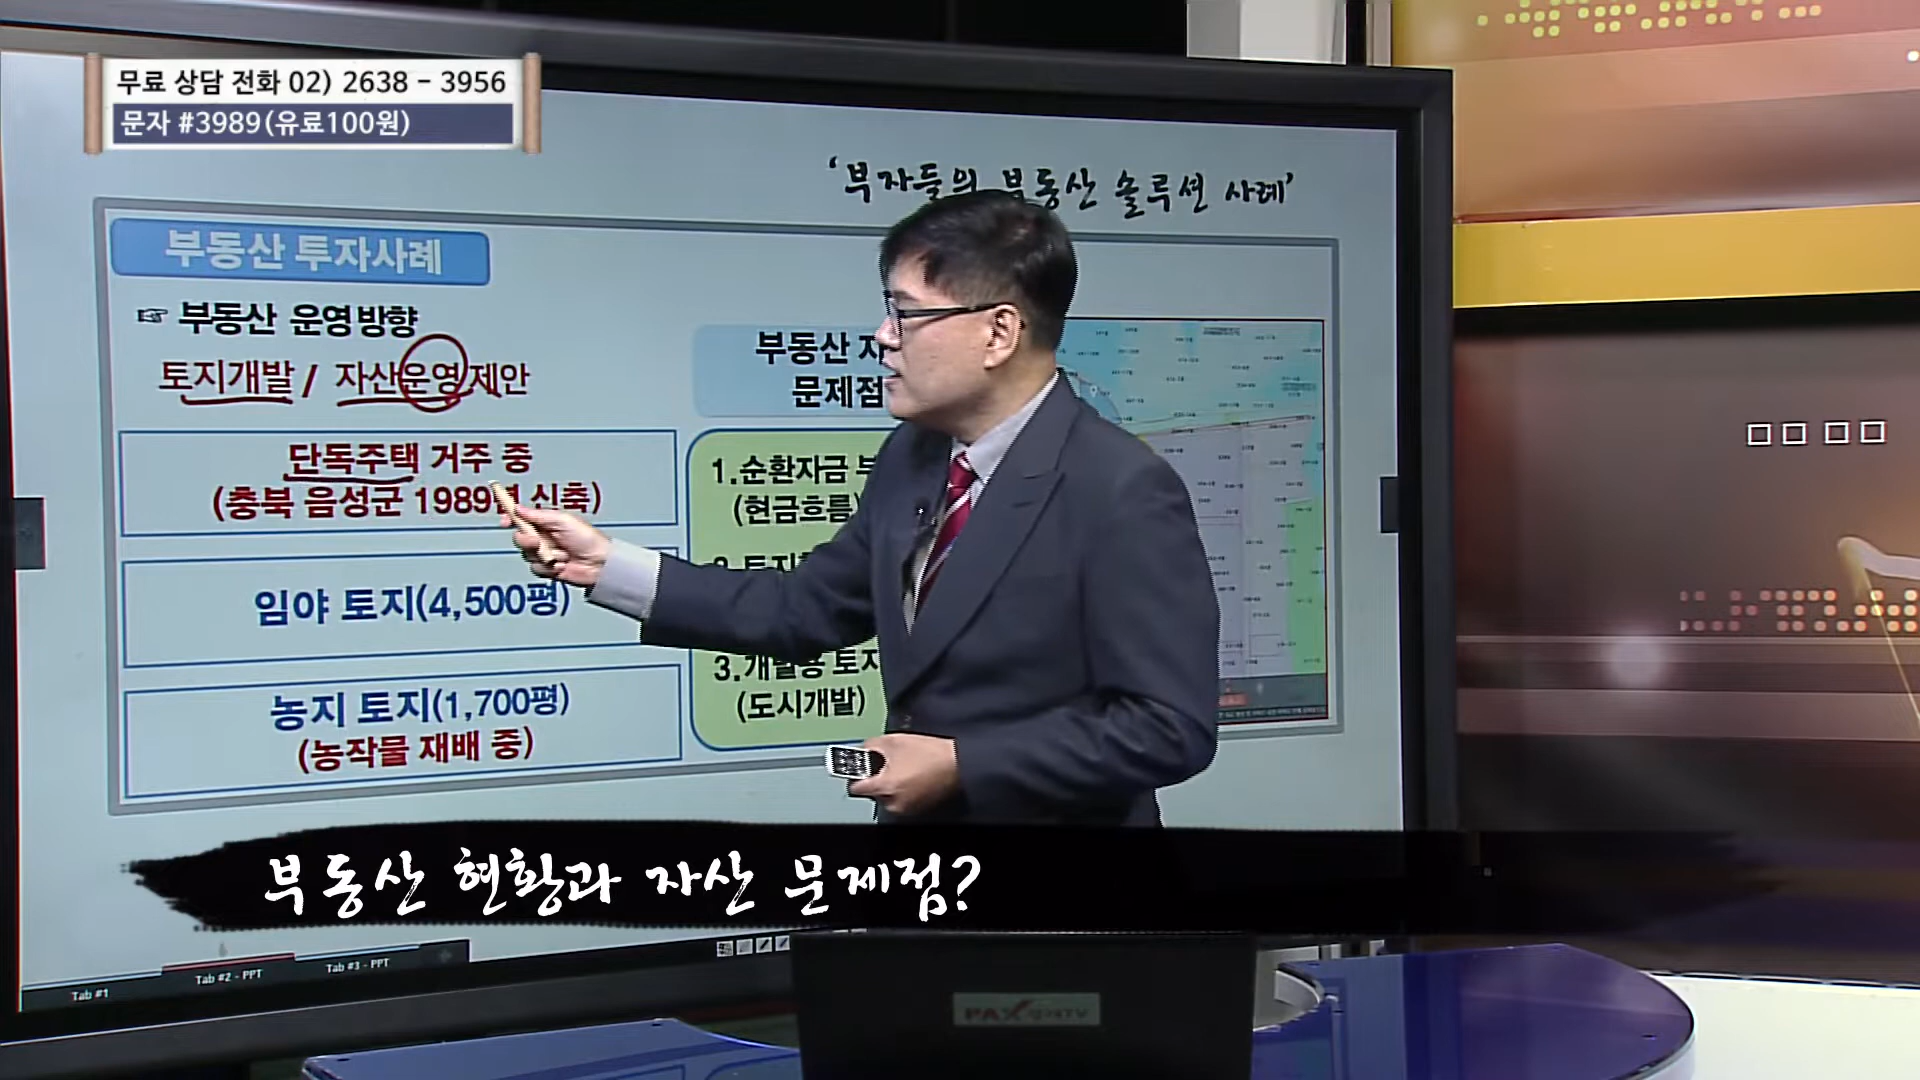 무료 상담 전화 02) 2638 - 3956
문자 #3989(유료100원)
‘부자들의 부동산 솔루션 사례’
부동산 투자사례
☞ 부동산 운영방향
토지개발 / 자산운영제안
단독주택 거주 중
(충북 음성군 1989년 신축)
임야 토지(4,500평)
농지 토지(1,700평)
(농작물 재배 중)
부동산
문제점
1.순환자금
(현금흐름)
3.개발용 토지
(도시개발)
부동산 현황과 자산 문제점?
Tab #1
Tab #2 - PPT
Tab #3 - PPT
PAX경제TV